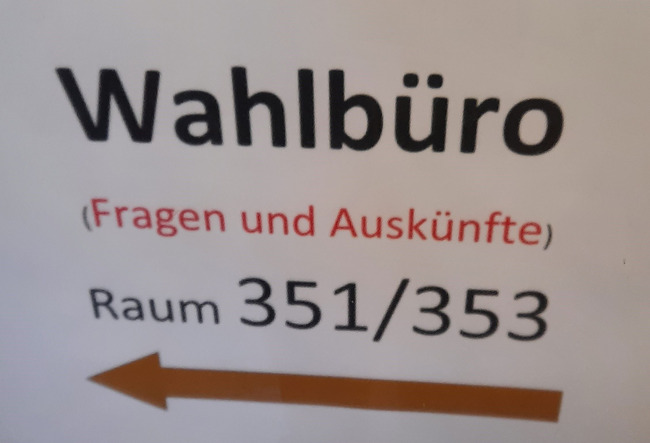 Wahlbüro
(Fragen und Auskünfte)
Raum 351/353